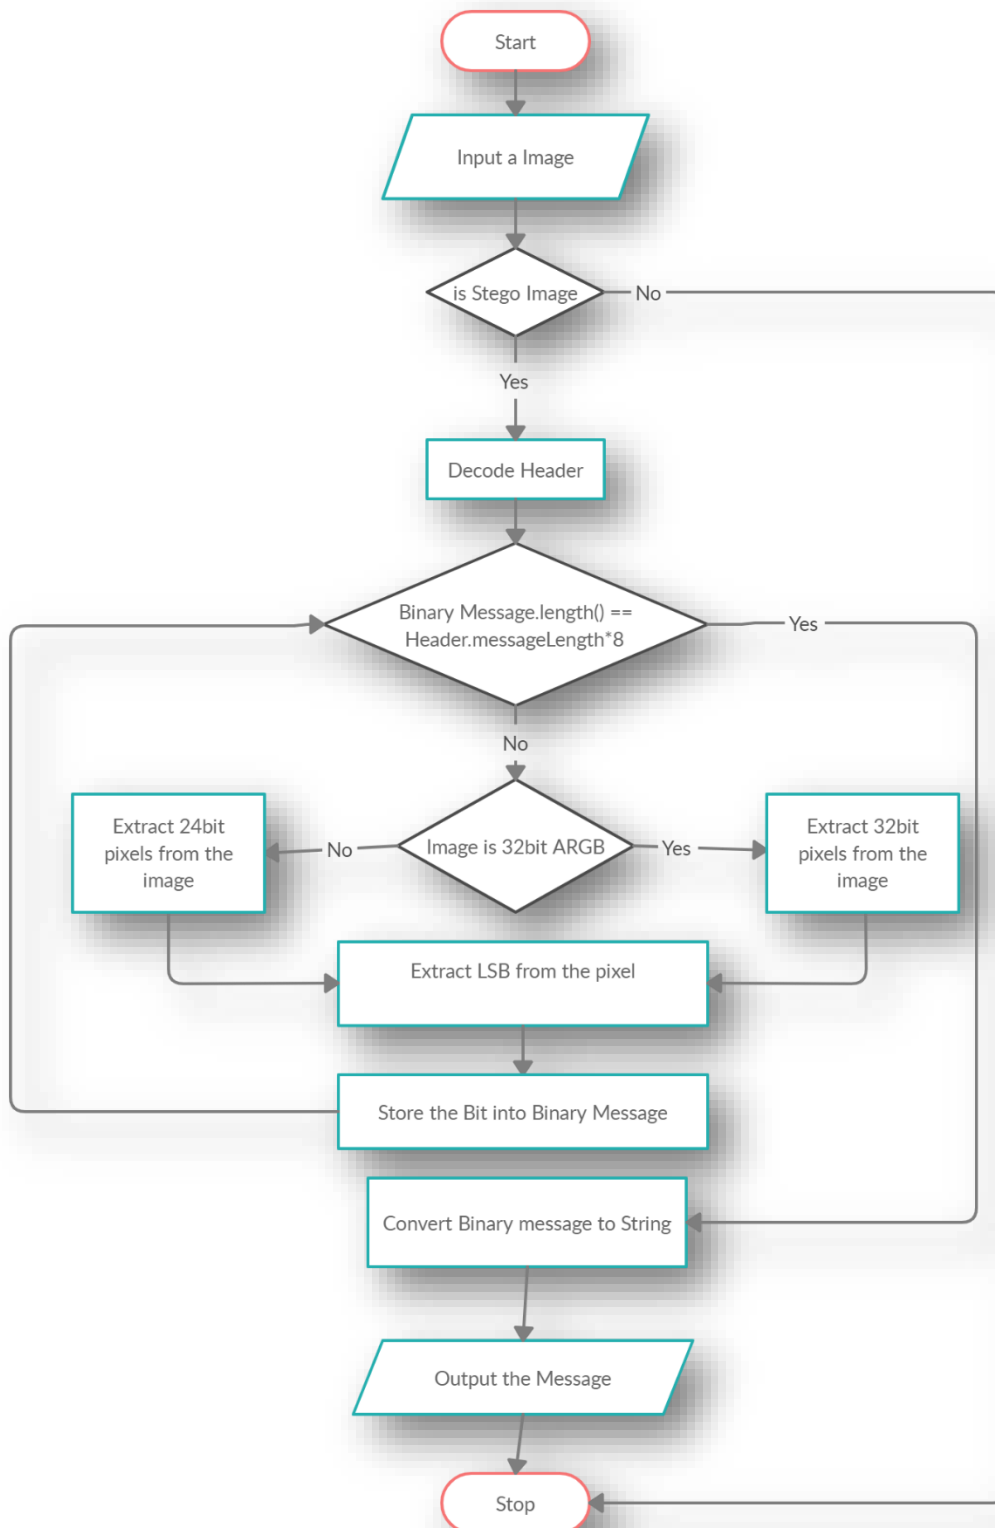 Start
Input a Image
is Stego Image
No
Yes
Decode Header
Binary Message.length() ==
Header.messageLength*8
Yes
No
Extract 24bit
pixels from the
image
No
Image is 32bit ARGB
Yes
Extract 32bit
pixels from the
image
Extract LSB from the pixel
Store the Bit into Binary Message
Convert Binary message to String
Output the Message
Stop